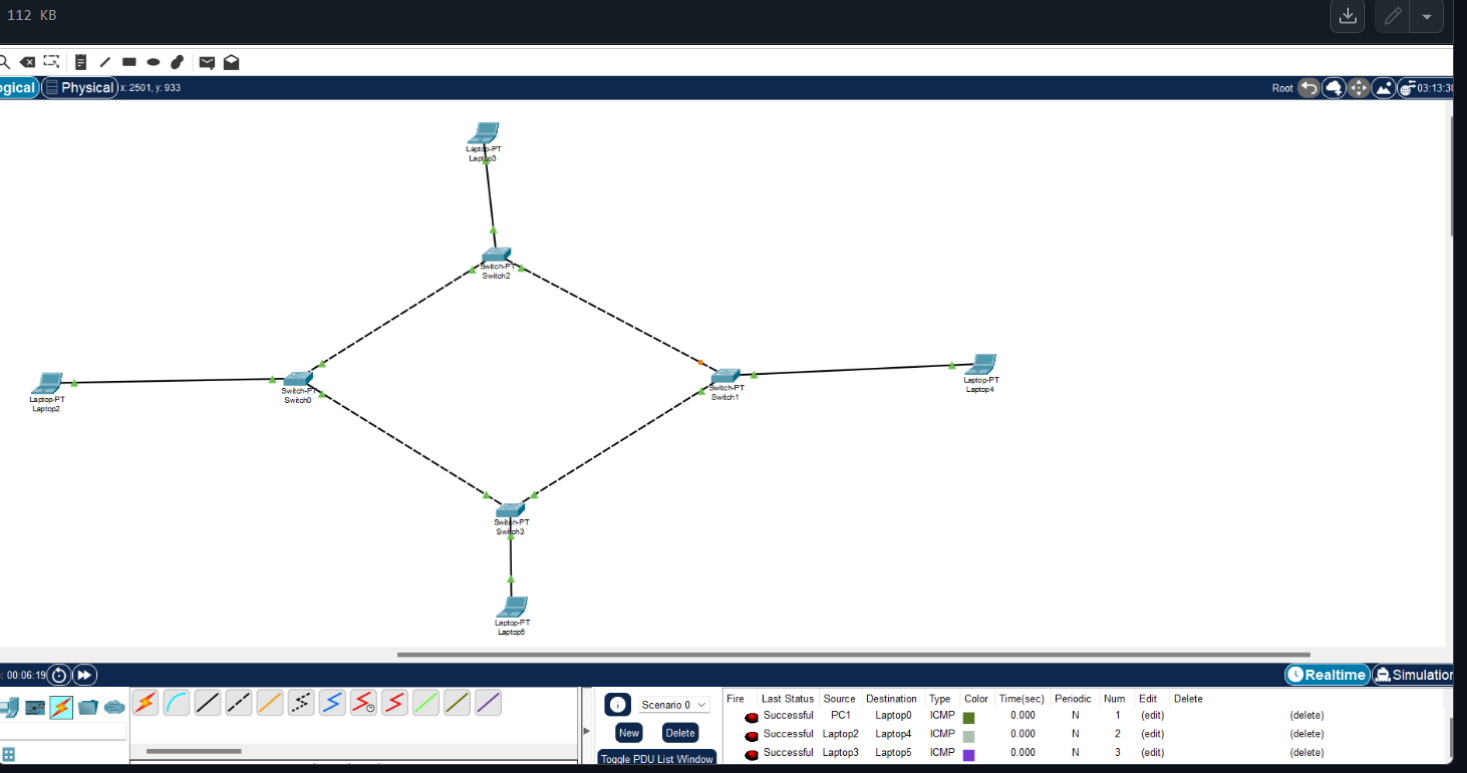 112 KB
ogical Physical x: 2501, y: 933 Root 03:13:30
Laptop-PT
Laptop3
Switch-PT
Switch2
Laptop-PT
Laptop2
Switch-PT
Switch0
Switch-PT
Switch1
Laptop-PT
Laptop4
Switch-PT
Switch3
Laptop-PT
Laptop5
: 00:06:19 Realtime Simulation
Scenario 0
New Delete
Toggle PDU List Window
Fire Last Status Source Destination Type Color Time(sec) Periodic Num Edit Delete
Successful PC1 Laptop0 ICMP 0.000 N 1 (edit) (delete)
Successful Laptop2 Laptop4 ICMP 0.000 N 2 (edit) (delete)
Successful Laptop3 Laptop5 ICMP 0.000 N 3 (edit) (delete)